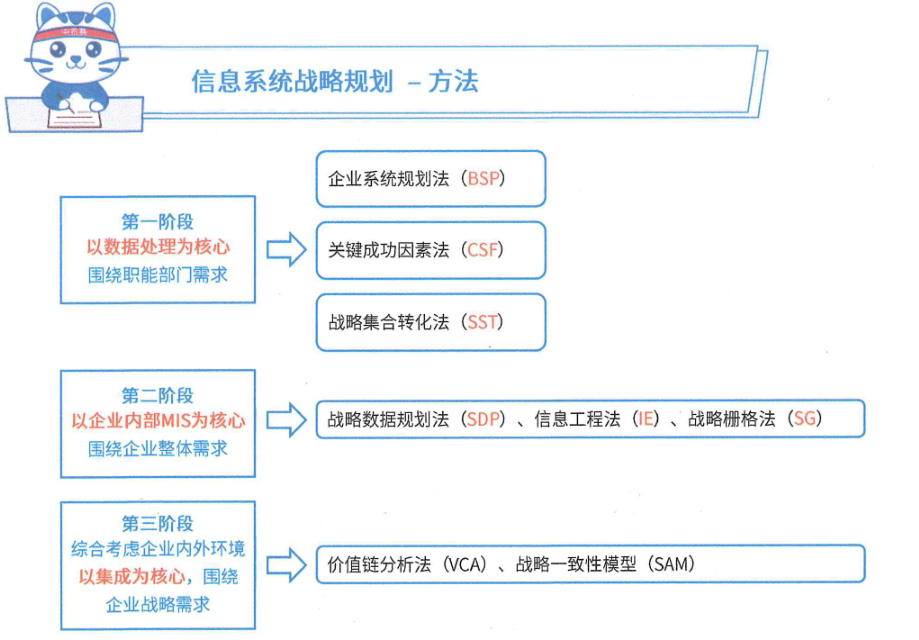 信息系统战略规划 – 方法
第一阶段
以数据处理为核心
围绕职能部门需求
企业系统规划法（BSP）
关键成功因素法（CSF）
战略集合转化法（SST）
第二阶段
以企业内部MIS为核心
围绕企业整体需求
战略数据规划法（SDP）、信息工程法（IE）、战略栅格法（SG）
第三阶段
综合考虑企业内外环境
以集成为核心，围绕
企业战略需求
价值链分析法（VCA）、战略一致性模型（SAM）